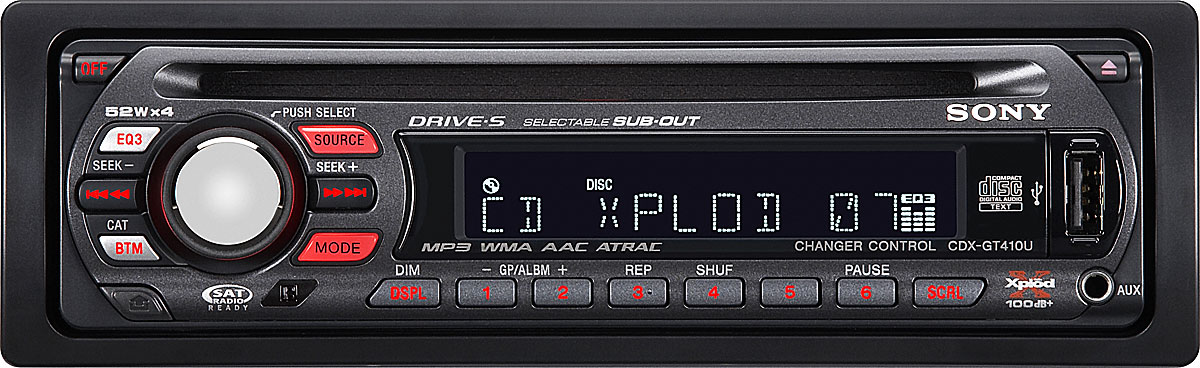 OFF
52W x 4
PUSH SELECT
EQ3
SOURCE
DRIVE-S SELECTABLE SUB-OUT
SONY
SEEK –
SEEK +
CAT
BTM
MODE
DISC
CD XPLOD 07
EQ3
COMPACT
disc
DIGITAL AUDIO
TEXT
MP3 WMA AAC ATRAC
CHANGER CONTROL CDX-GT410U
DIM
– GP/ALBM +
REP
SHUF
PAUSE
DSPL
1
2
3
4
5
6
SCRL
SAT
RADIO
READY
Xplod
100dB+
AUX